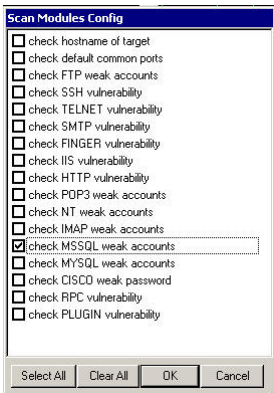 Scan Modules Config
check hostname of target
check default common ports
check FTP weak accounts
check SSH vulnerability
check TELNET vulnerability
check SMTP vulnerability
check FINGER vulnerability
check IIS vulnerability
check HTTP vulnerability
check POP3 weak accounts
check NT weak accounts
check IMAP weak accounts
check MSSQL weak accounts
check MYSQL weak accounts
check CISCO weak password
check RPC vulnerability
check PLUGIN vulnerability
Select All Clear All OK Cancel